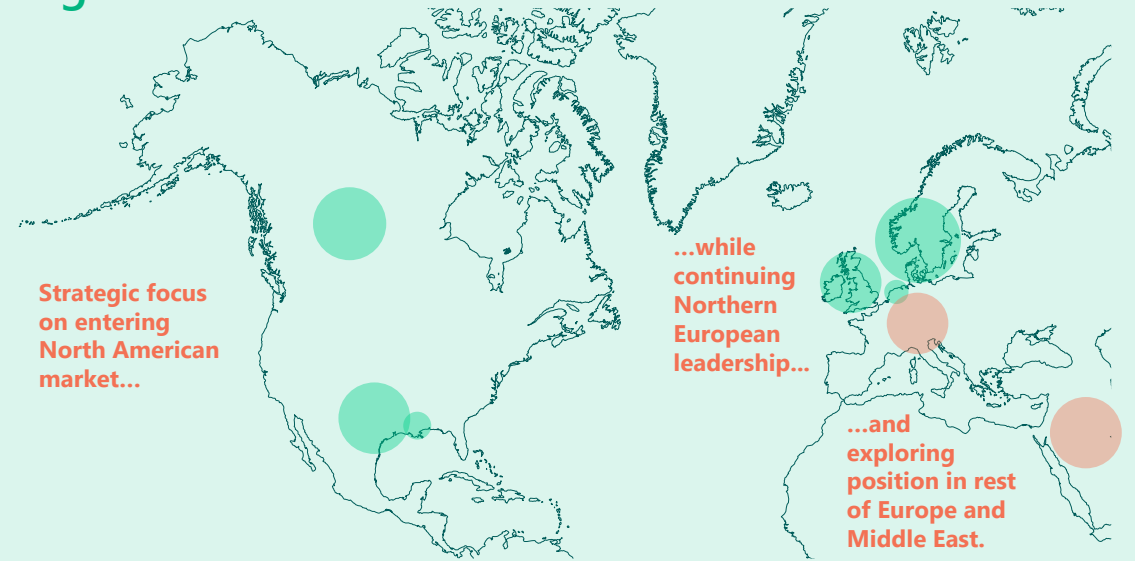 Strategic focus
on entering
North American
market...
...while
continuing
Northern
European
leadership...
...and
exploring
position in rest
of Europe and
Middle East.